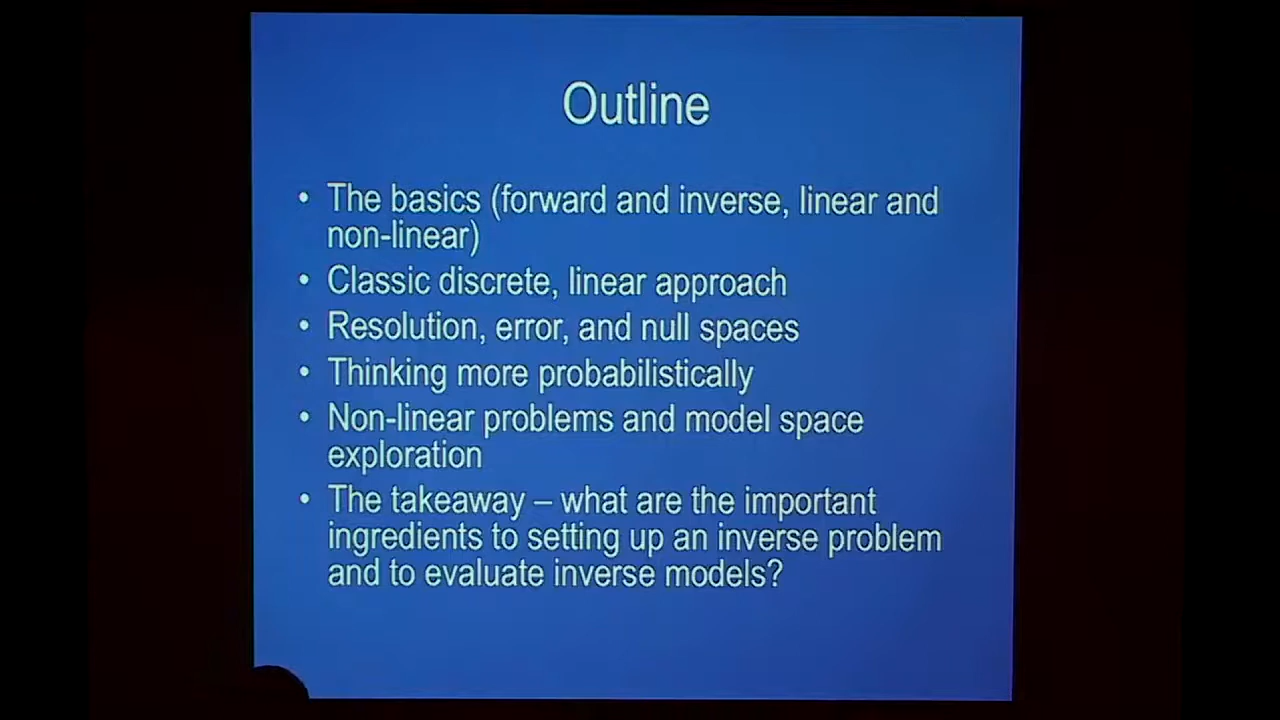 Outline
• The basics (forward and inverse, linear and
non-linear)
• Classic discrete, linear approach
• Resolution, error, and null spaces
• Thinking more probabilistically
• Non-linear problems and model space
exploration
• The takeaway – what are the important
ingredients to setting up an inverse problem
and to evaluate inverse models?